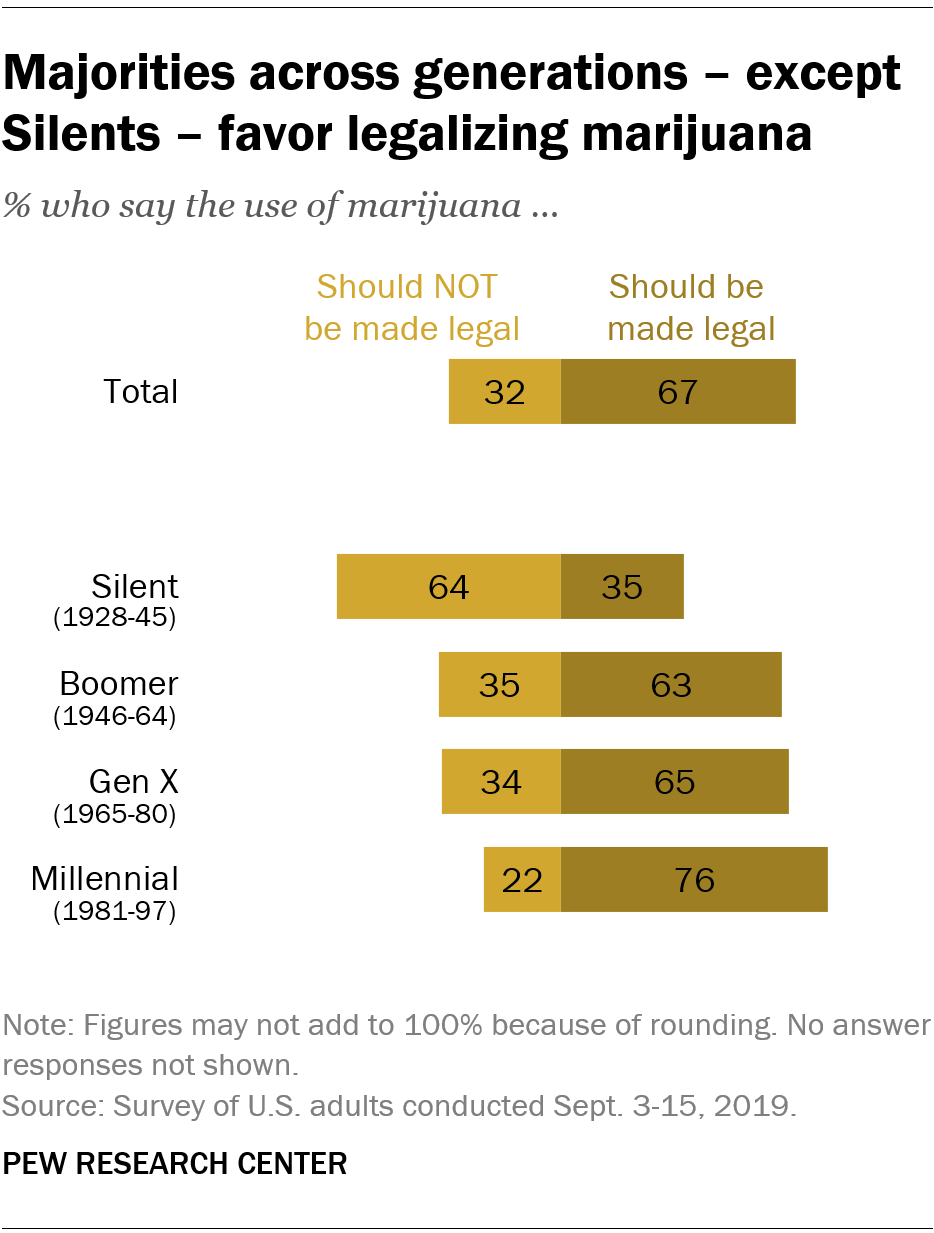 Majorities across generations – except
Silents – favor legalizing marijuana
% who say the use of marijuana ...
Should NOT
be made legal
Should be
made legal
Total
32
67
Silent
(1928-45)
64
35
Boomer
(1946-64)
35
63
Gen X
(1965-80)
34
65
Millennial
(1981-97)
22
76
Note: Figures may not add to 100% because of rounding. No answer
responses not shown.
Source: Survey of U.S. adults conducted Sept. 3-15, 2019.
PEW RESEARCH CENTER